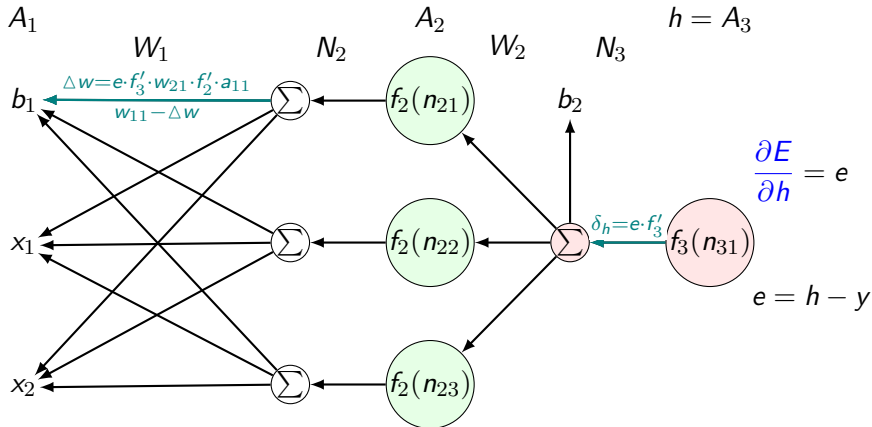 A₁ W₁ N₂ A₂ W₂ N₃ h = A₃
b₁ △w=e·f₃′·w₂₁·f₂′·a₁₁ ∑ f₂(n₂₁) b₂
w₁₁−△w
∂E/∂h = e
x₁ ∑ f₂(n₂₂) ∑ δₕ=e·f₃′ f₃(n₃₁)
e = h − y
x₂ ∑ f₂(n₂₃)